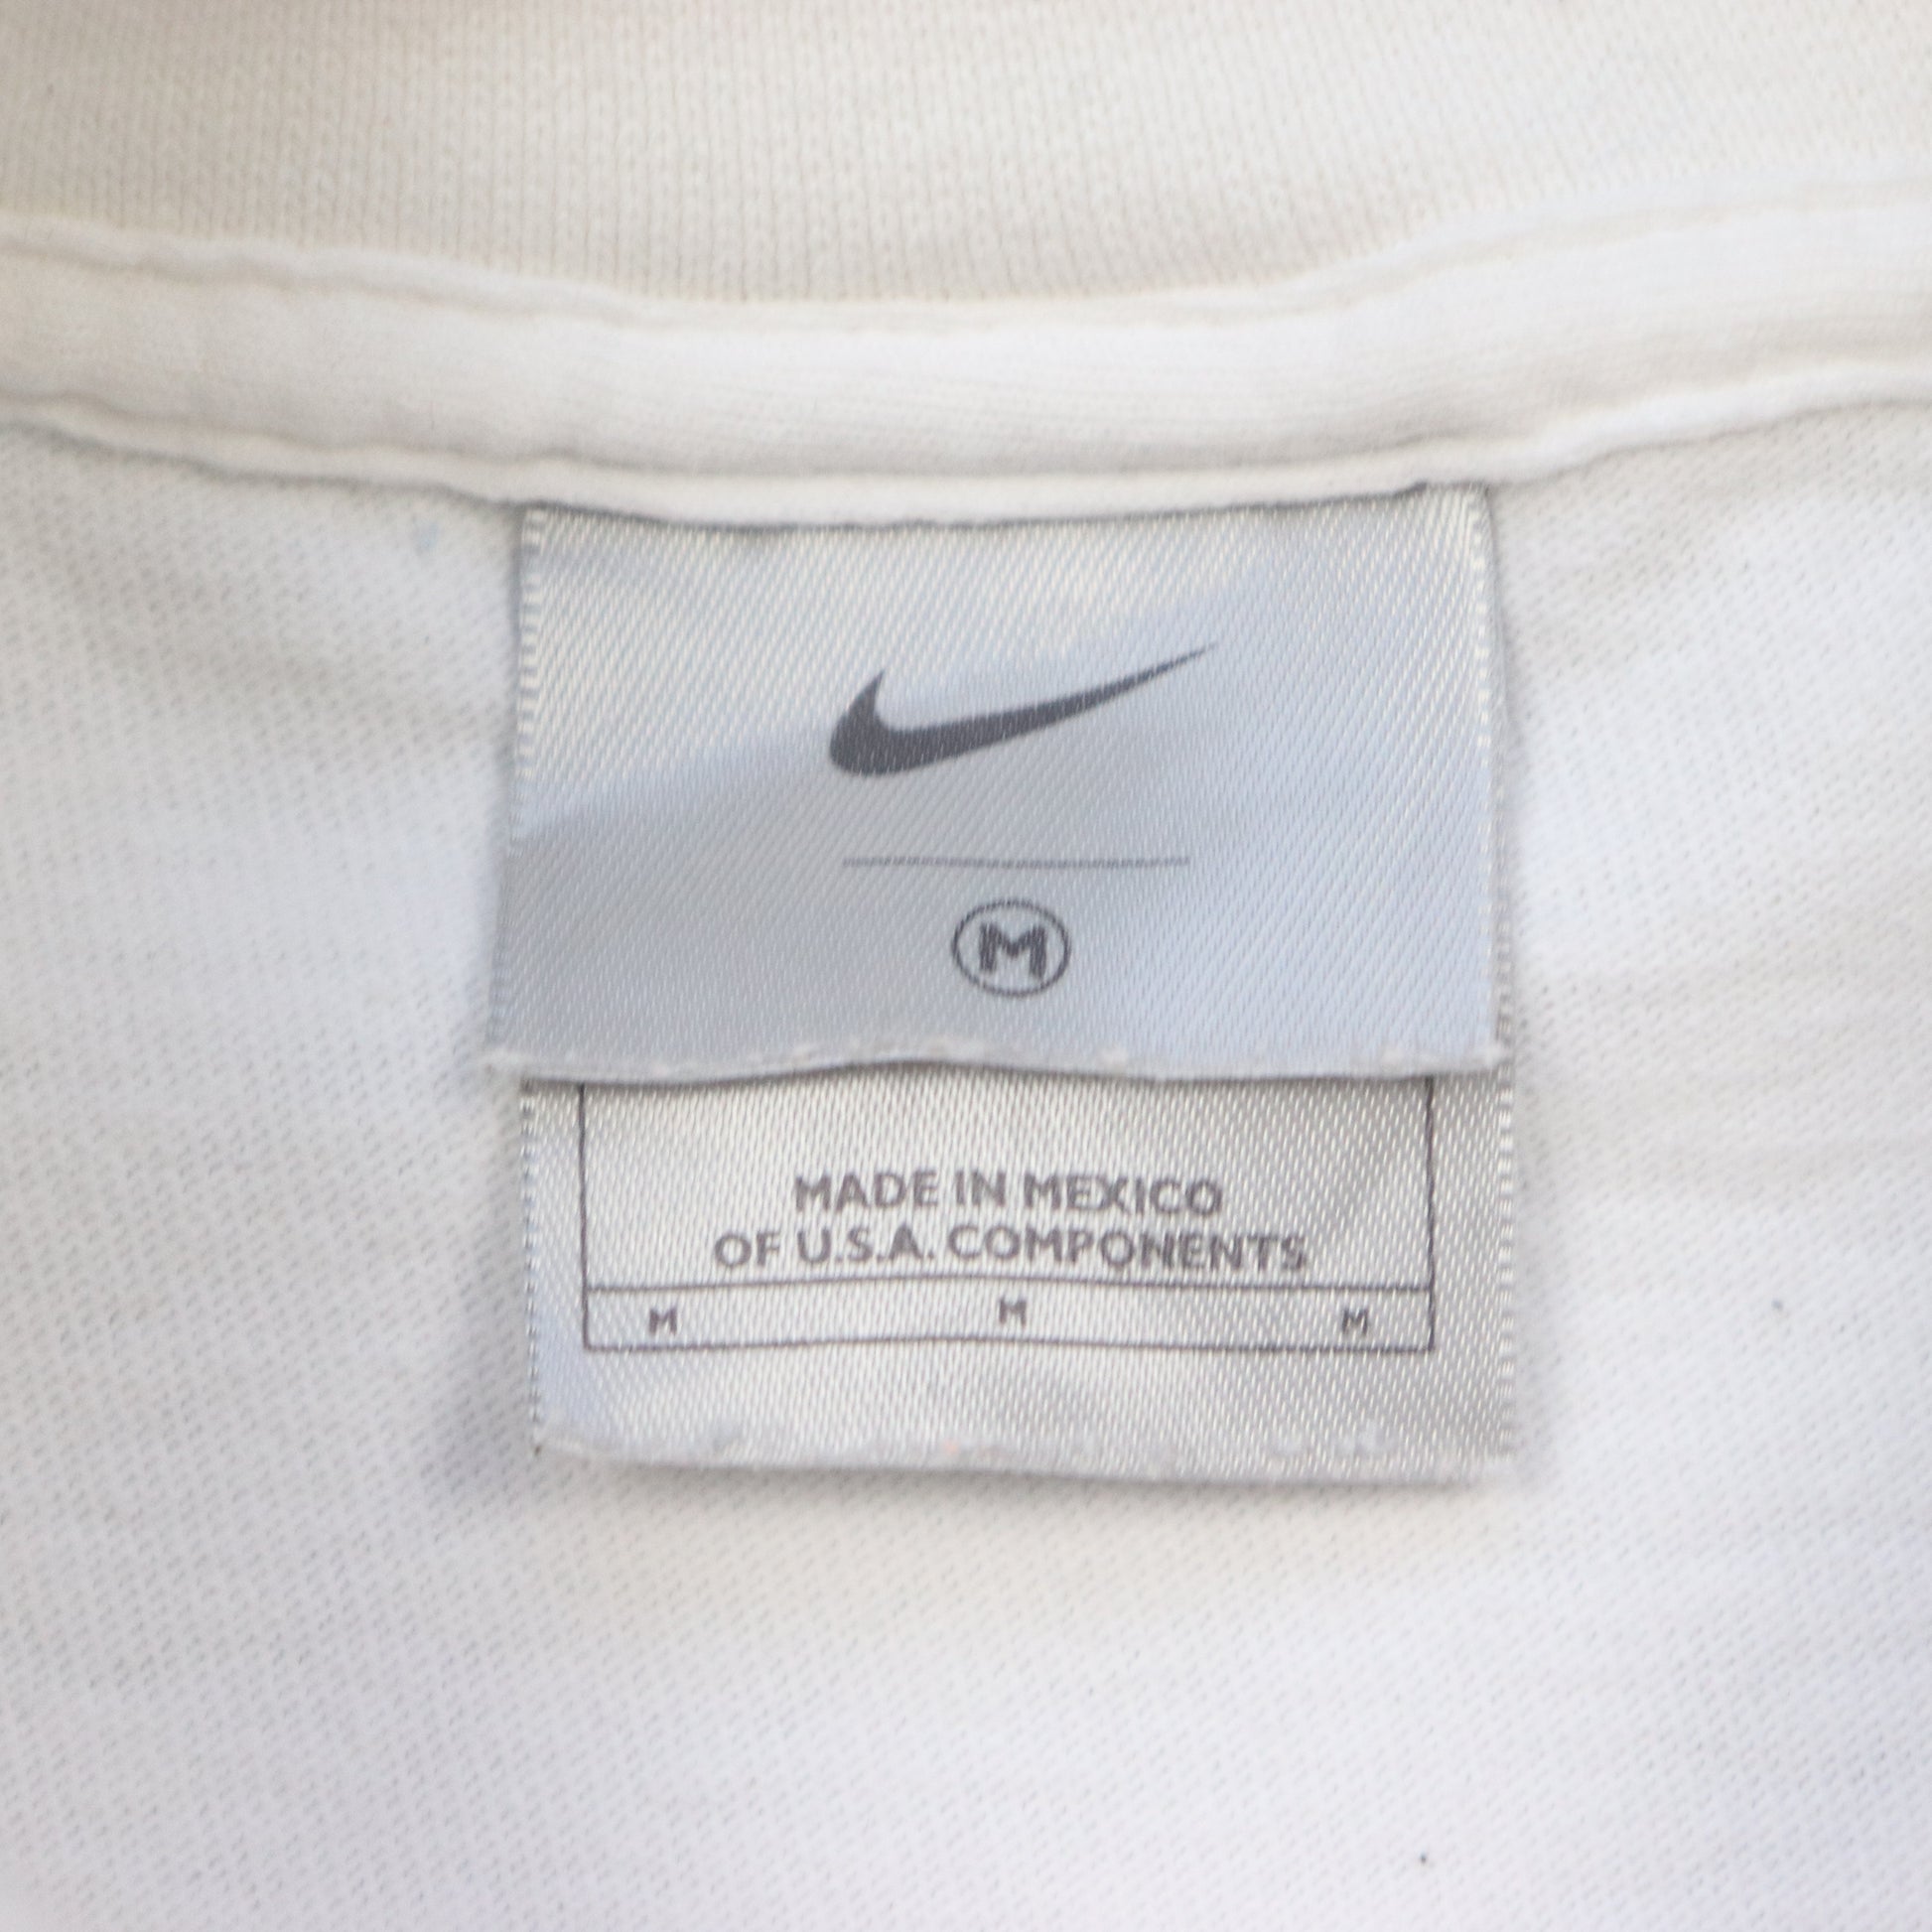 M
MADE IN MEXICO
OF U.S.A. COMPONENTS
M M M